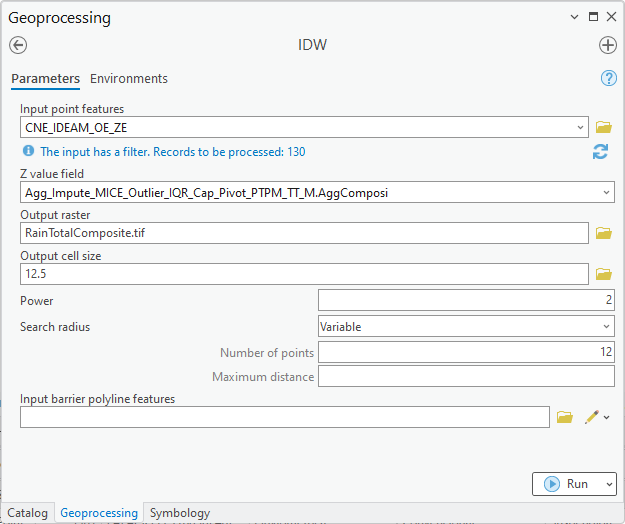 Geoprocessing
IDW
Parameters Environments
Input point features
CNE_IDEAM_OE_ZE
The input has a filter. Records to be processed: 130
Z value field
Agg_Impute_MICE_Outlier_IQR_Cap_Pivot_PTPM_TT_M.AggComposi
Output raster
RainTotalComposite.tif
Output cell size
12.5
Power 2
Search radius Variable
Number of points 12
Maximum distance
Input barrier polyline features
Run
Catalog Geoprocessing Symbology